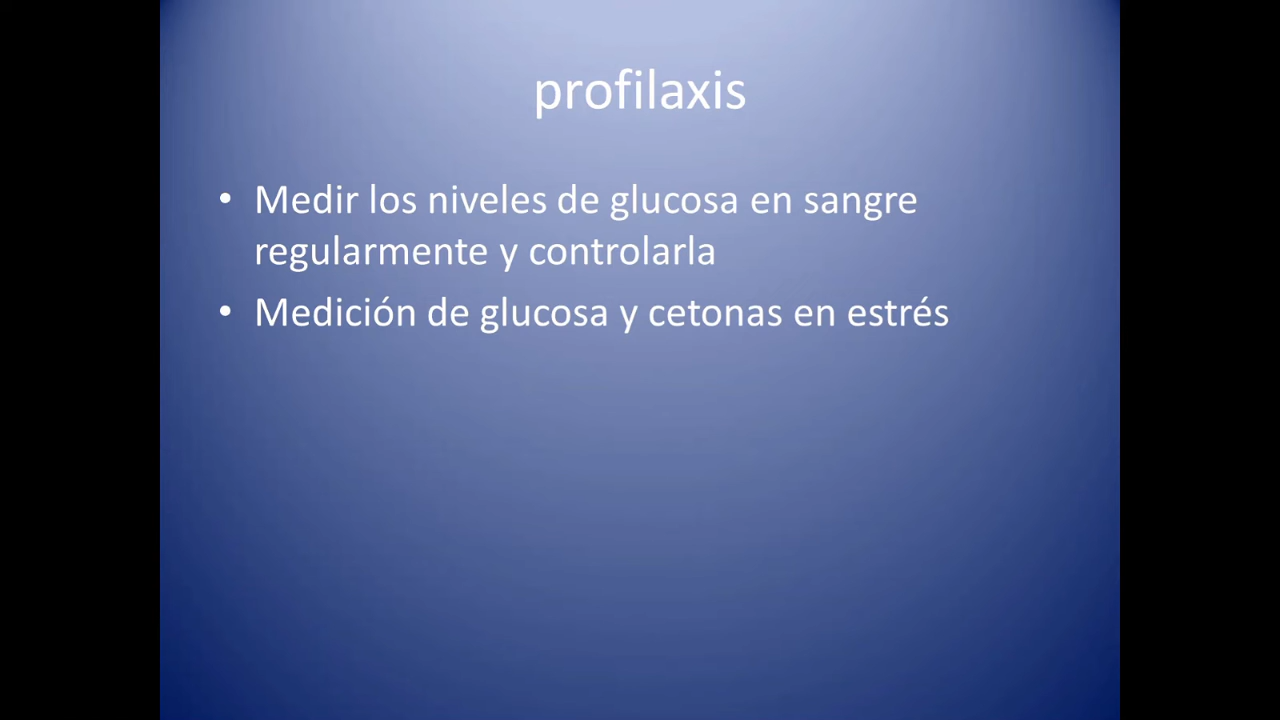 profilaxis
• Medir los niveles de glucosa en sangre
regularmente y controlarla
• Medición de glucosa y cetonas en estrés